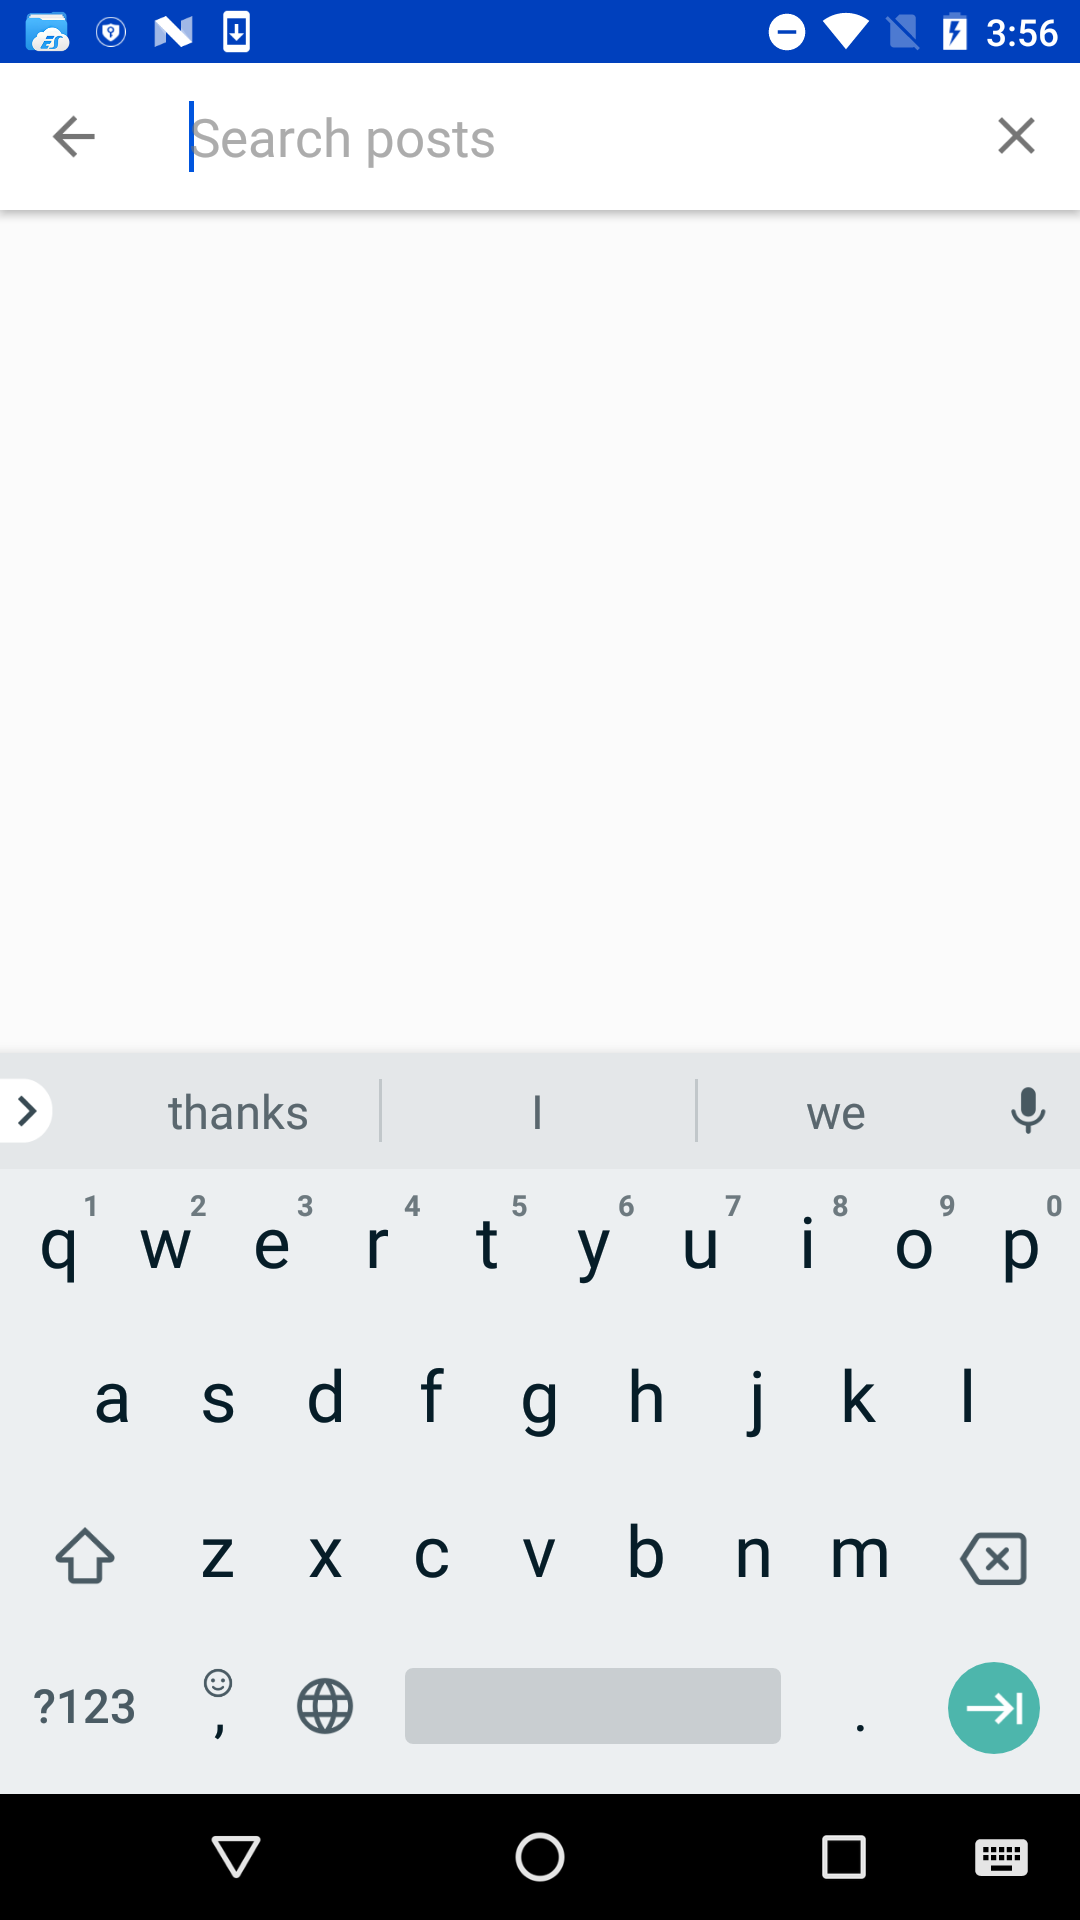 3:56
Search posts
thanks I we
1 2 3 4 5 6 7 8 9 0
q w e r t y u i o p
a s d f g h j k l
z x c v b n m
?123 , .